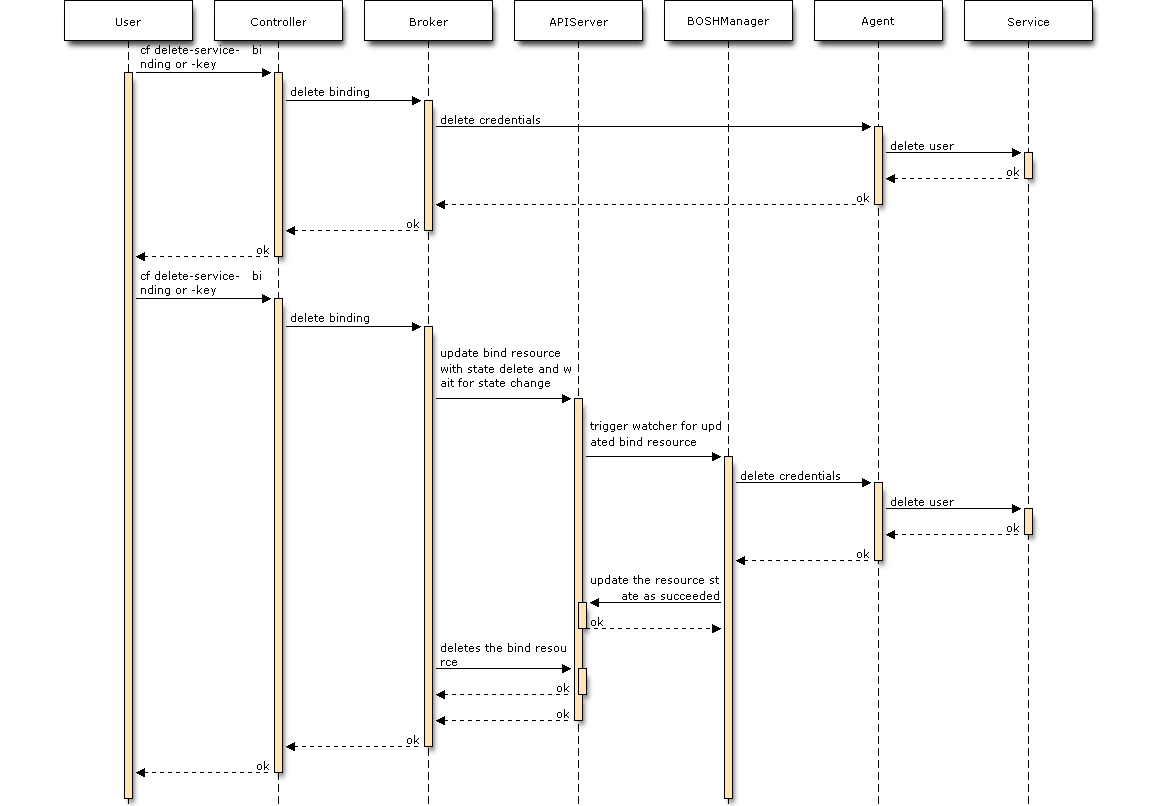 User
Controller
Broker
APIServer
BOSHManager
Agent
Service
cf delete-service- bi
nding or -key
delete binding
delete credentials
delete user
ok
ok
ok
ok
cf delete-service- bi
nding or -key
delete binding
update bind resource
with state delete and w
ait for state change
trigger watcher for upd
ated bind resource
delete credentials
delete user
ok
ok
update the resource st
ate as succeeded
ok
deletes the bind resou
rce
ok
ok
ok
ok